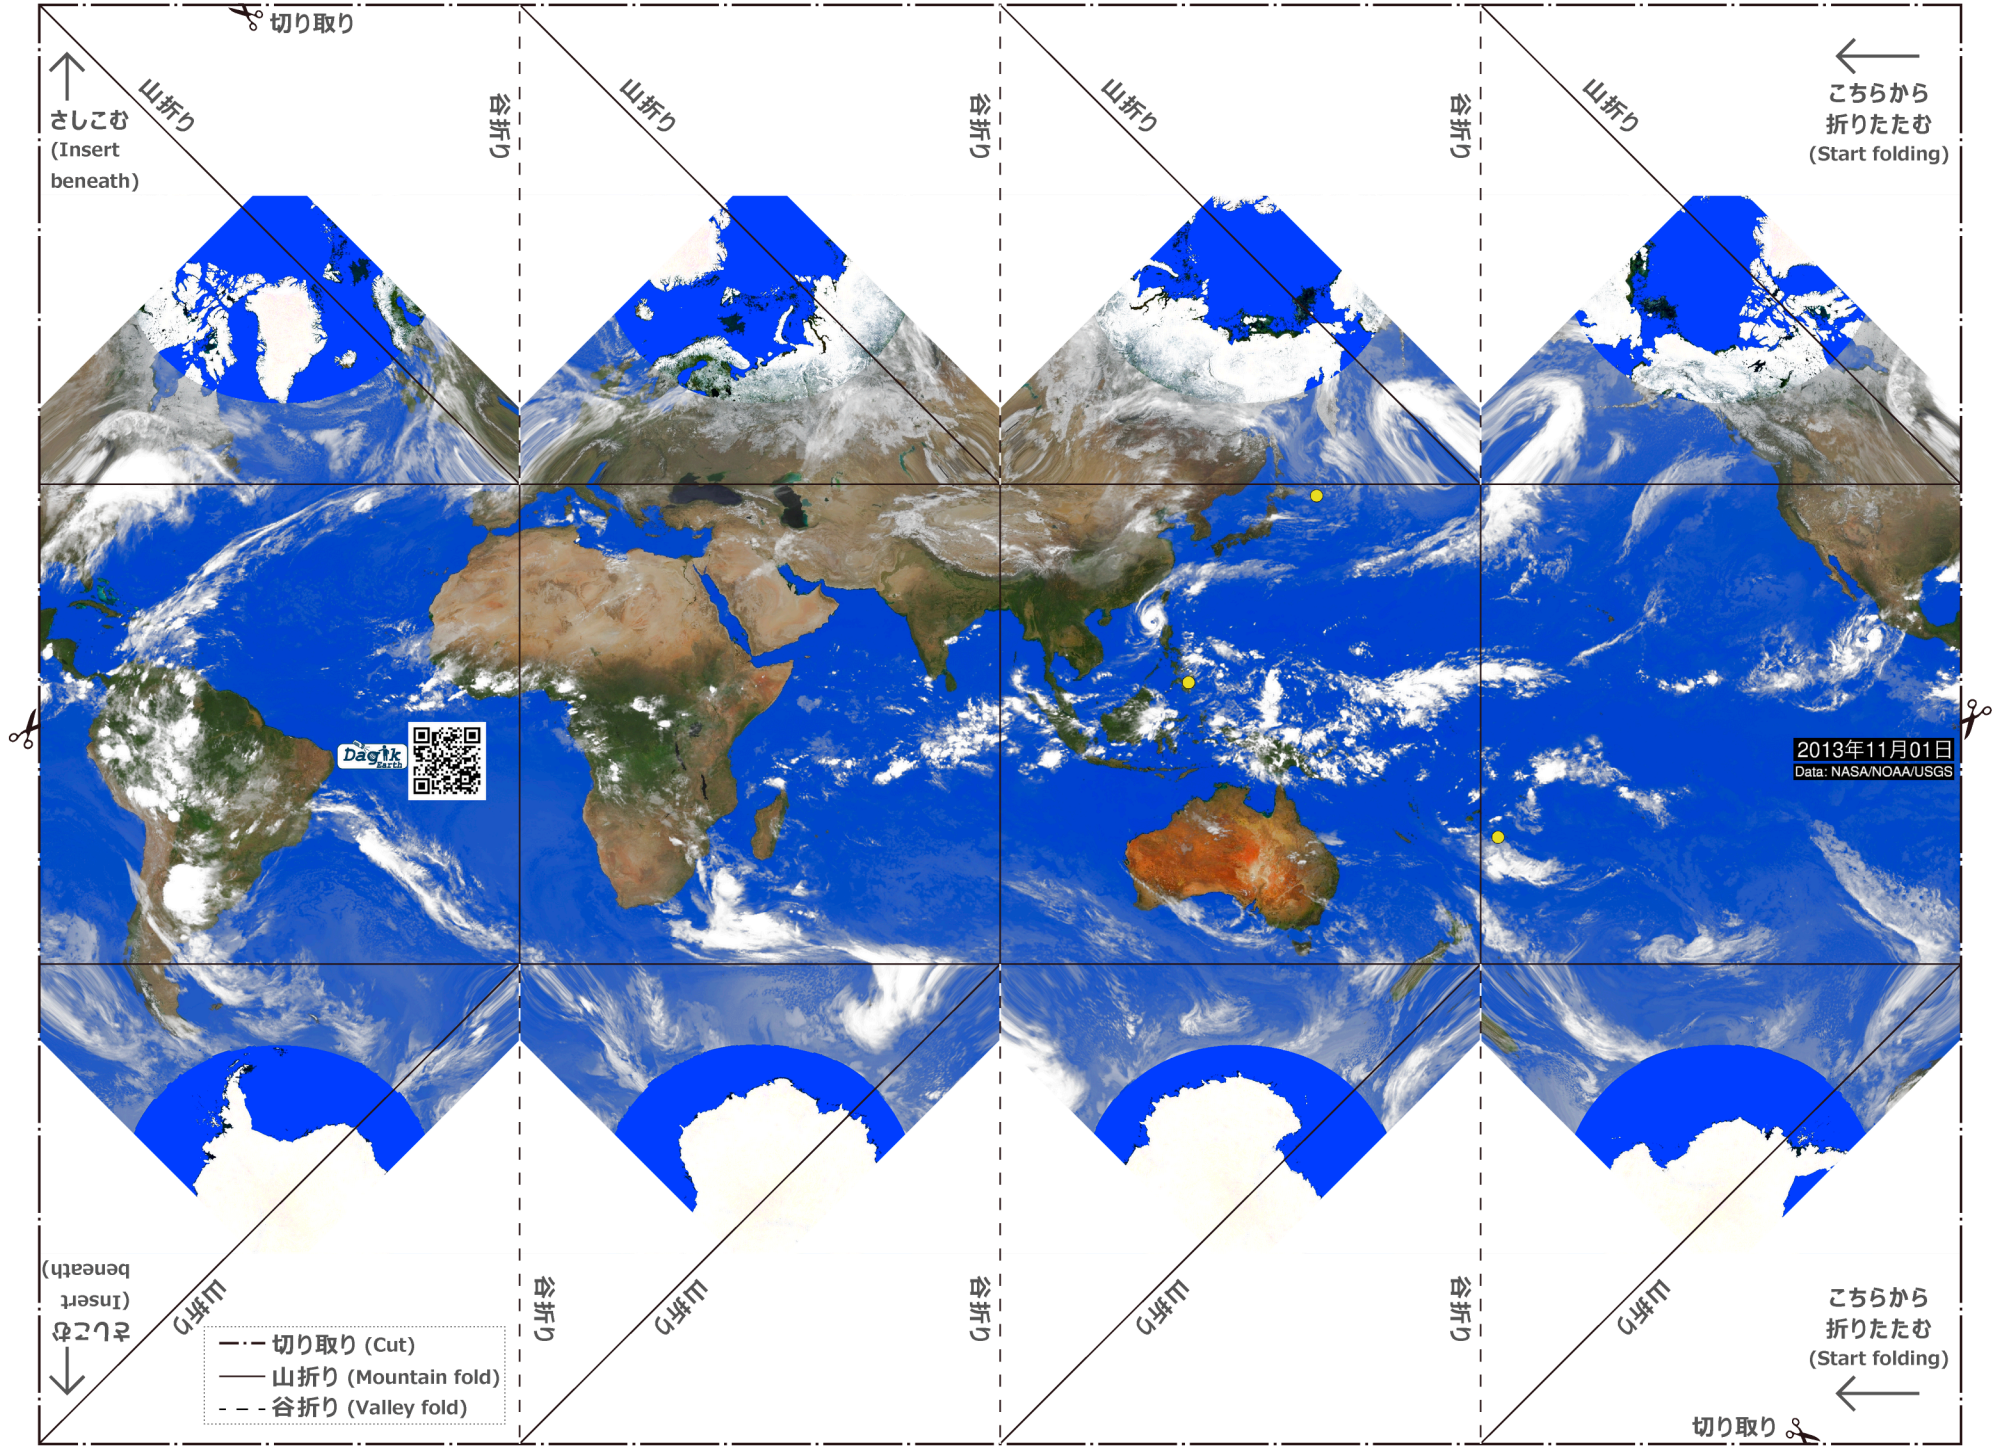 切り取り
山折り
山折り
山折り
山折り
谷折り
谷折り
谷折り
さしこむ
(Insert
beneath)
こちらから
折りたたむ
(Start folding)
Dagik
Earth
2013年11月01日
Data: NASA/NOAA/USGS
さしこむ
(Insert
beneath)
山折り
山折り
山折り
山折り
谷折り
谷折り
谷折り
こちらから
折りたたむ
(Start folding)
切り取り (Cut)
山折り (Mountain fold)
谷折り (Valley fold)
切り取り